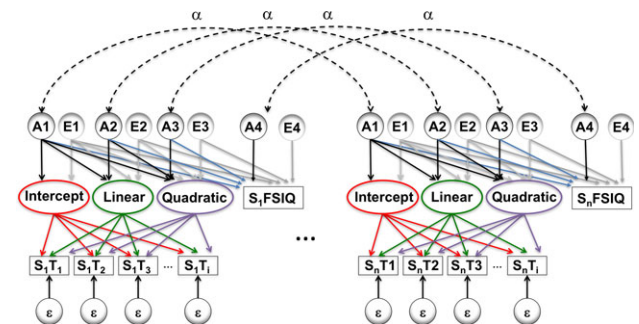 α α α α
A1 E1 A2 E2 A3 E3 A4 E4 A1 E1 A2 E2 A3 E3 A4 E4
Intercept Linear Quadratic S₁FSIQ Intercept Linear Quadratic SₙFSIQ
...
S₁T₁ S₁T₂ S₁T₃ ... S₁Tᵢ SₙT1 SₙT2 SₙT3 ... SₙTᵢ
ε ε ε ε ε ε ε ε